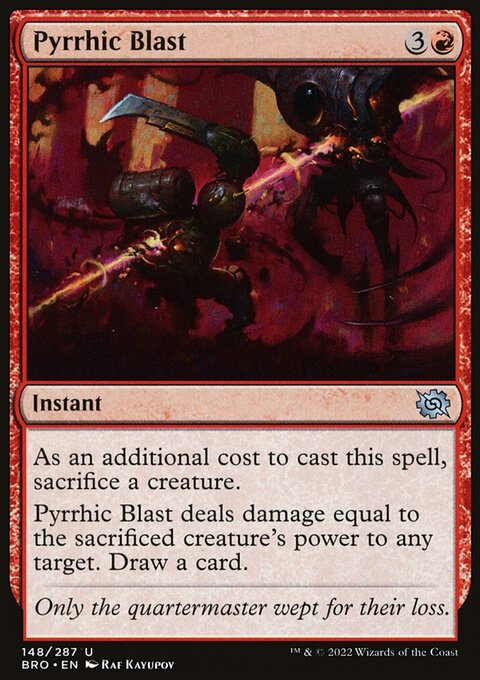 Pyrrhic Blast 3
Instant
As an additional cost to cast this spell,
sacrifice a creature.
Pyrrhic Blast deals damage equal to
the sacrificed creature's power to any
target. Draw a card.
Only the quartermaster wept for their loss.
148/287 U
BRO • EN Raf Kayupov
™ & © 2022 Wizards of the Coast